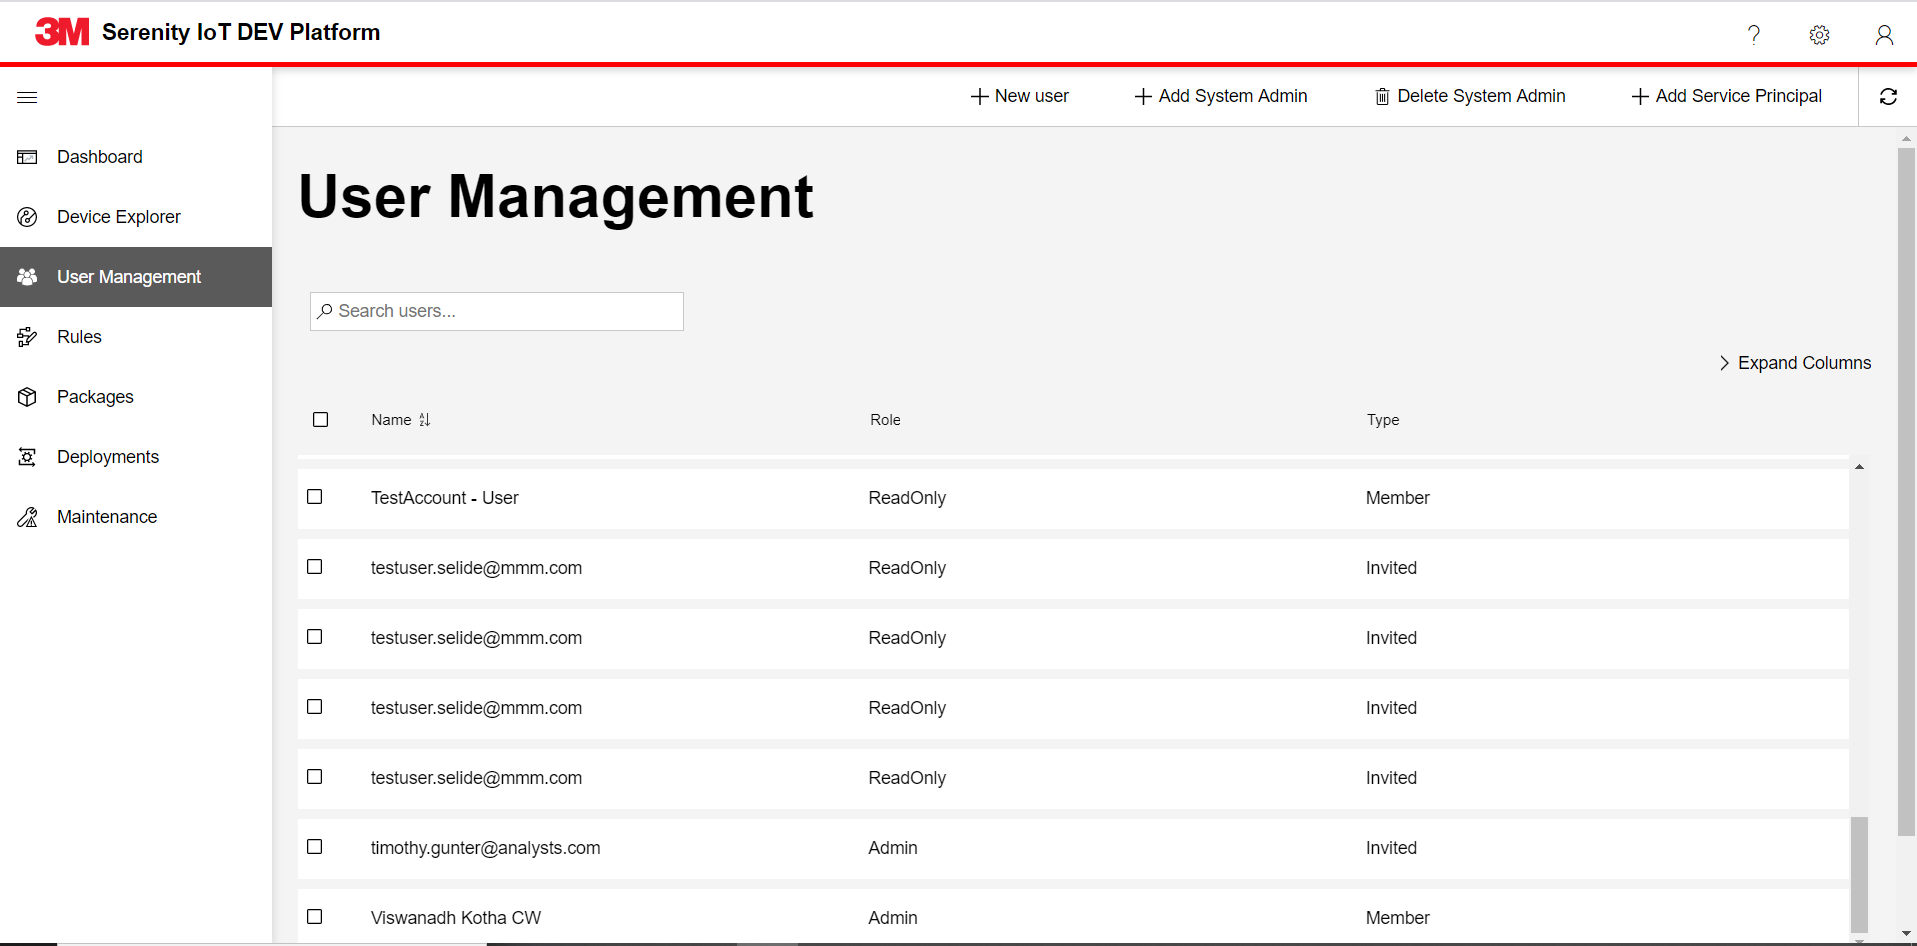 3M Serenity IoT DEV Platform
?
New user
Add System Admin
Delete System Admin
Add Service Principal
Dashboard
Device Explorer
User Management
Rules
Packages
Deployments
Maintenance
User Management
Search users...
Expand Columns
Name Role Type
TestAccount - User ReadOnly Member
testuser.selide@mmm.com ReadOnly Invited
testuser.selide@mmm.com ReadOnly Invited
testuser.selide@mmm.com ReadOnly Invited
testuser.selide@mmm.com ReadOnly Invited
timothy.gunter@analysts.com Admin Invited
Viswanadh Kotha CW Admin Member